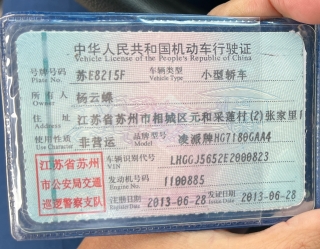 中华人民共和国机动车行驶证
Vehicle License of the People's Republic of China
号牌号码 苏E8215F 车辆类型 小型轿车
Plate No. Vehicle Type
所有人 杨云嵘
Owner
住址 江苏省苏州市相城区元和采莲村(2)张家里
Address
使用性质 非营运 品牌型号 凌派牌HG7180GAA4
Use Character Model
江苏省苏州
市公安局交通
巡逻警察支队
车辆识别代号 LHGGJ5652E2000823
VIN
发动机号码 1100885
Engine No.
注册日期 2013-06-28 发证日期 2013-06-28
Register Date Issue Date